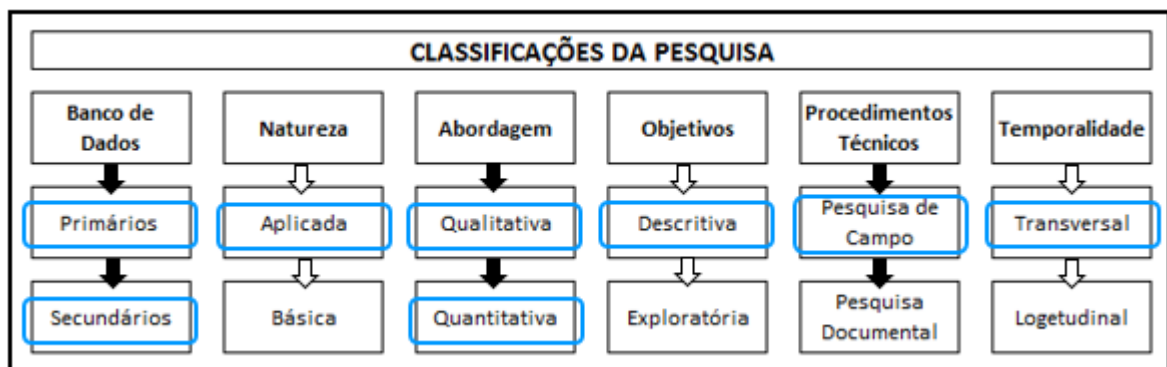 CLASSIFICAÇÕES DA PESQUISA
Banco de
Dados
Natureza
Abordagem
Objetivos
Procedimentos
Técnicos
Temporalidade
Primários
Aplicada
Qualitativa
Descritiva
Pesquisa de
Campo
Transversal
Secundários
Básica
Quantitativa
Exploratória
Pesquisa
Documental
Logetudinal